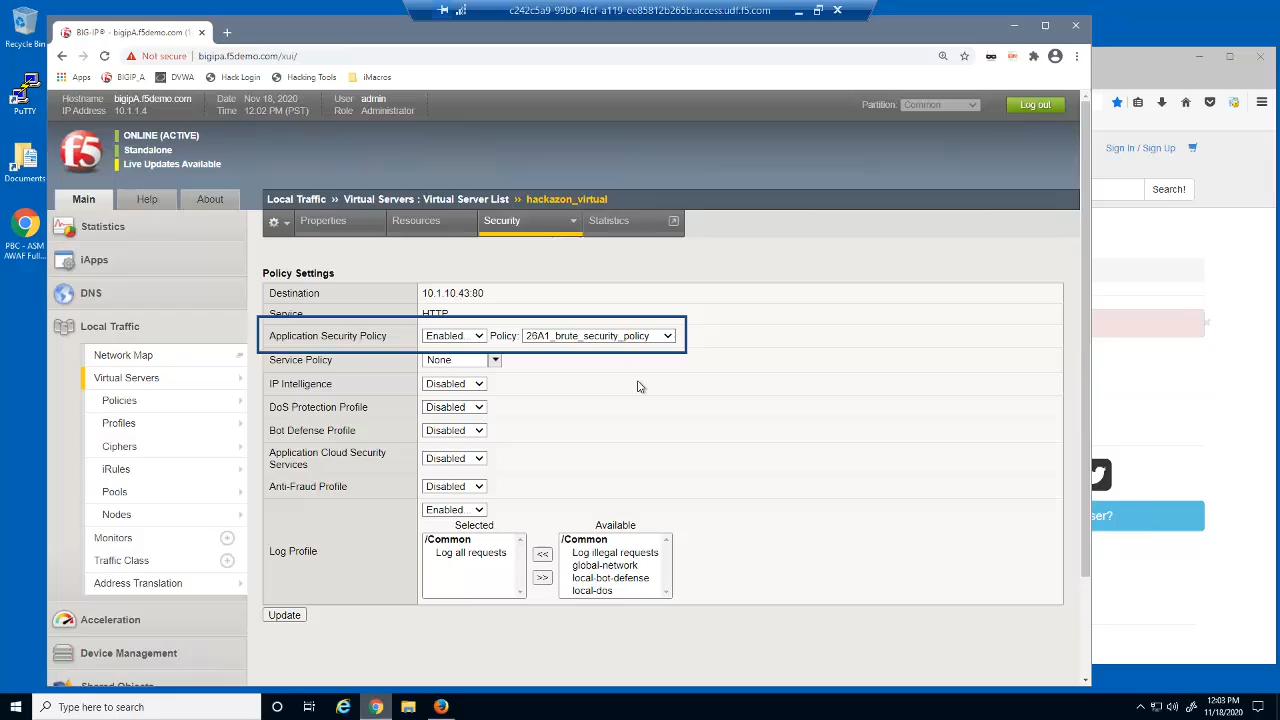 c242c5a9-99b0-4fcf-a119-ee85812b265b.access.udf.f5.com
Recycle Bin
PuTTY
Documents
PBC - ASM
AWAF Full...
BIG-IP® - bigipA.f5demo.com (1
Not secure
bigipa.f5demo.com/xui/
Apps
BIGIP_A
DVWA
Hack Login
Hacking Tools
iMacros
Hostname bigipA.f5demo.com
IP Address 10.1.1.4
Date Nov 18, 2020
Time 12:02 PM (PST)
User admin
Role Administrator
Partition: Common
Log out
f5
ONLINE (ACTIVE)
Standalone
Live Updates Available
Main
Help
About
Statistics
iApps
DNS
Local Traffic
Network Map
Virtual Servers
Policies
Profiles
Ciphers
iRules
Pools
Nodes
Monitors
Traffic Class
Address Translation
Acceleration
Device Management
Shared Objects
Local Traffic ›› Virtual Servers : Virtual Server List ›› hackazon_virtual
Properties
Resources
Security
Statistics
Policy Settings
Destination 10.1.10.43:80
Service HTTP
Application Security Policy Enabled... Policy: 26A1_brute_security_policy
Service Policy None
IP Intelligence Disabled
DoS Protection Profile Disabled
Bot Defense Profile Disabled
Application Cloud Security
Services
Disabled
Anti-Fraud Profile Disabled
Log Profile
Enabled...
Selected
/Common
Log all requests
<<
>>
Available
/Common
Log illegal requests
global-network
local-bot-defense
local-dos
Update
Sign In / Sign Up
Search!
ser?
Type here to search
12:03 PM
11/18/2020